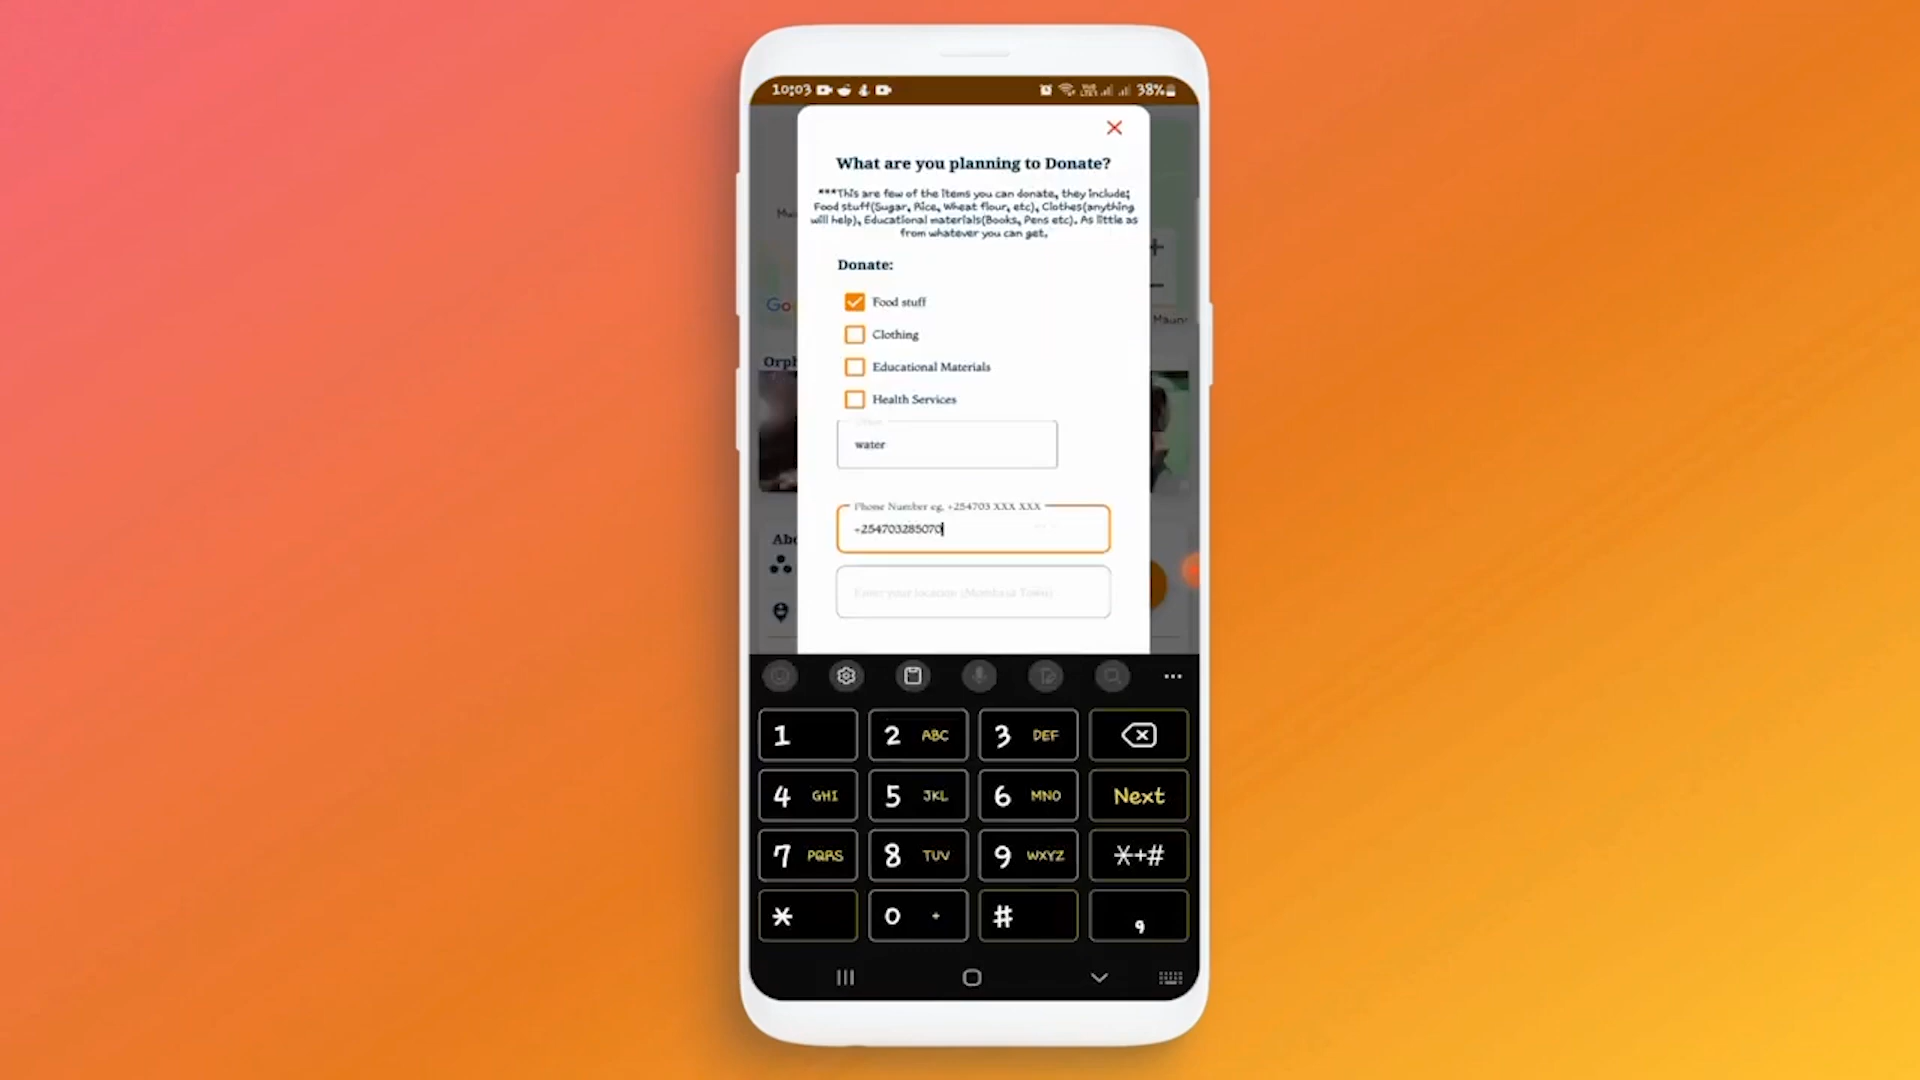 10:03
38%
What are you planning to Donate?
***This are few of the items you can donate, they include;
Food stuff(Sugar, Rice, Wheat flour, etc), Clothes(anything
will help), Educational materials(Books, Pens etc). As little as
from whatever you can get.
Donate:
Food stuff
Clothing
Educational Materials
Health Services
water
Phone Number eg, +254703 XXX XXX
+254703285070
Enter your location (Mombasa Town)
Go
Orph
Abo
1
2 ABC
3 DEF
4 GHI
5 JKL
6 MNO
Next
7 PQRS
8 TUV
9 WXYZ
*+#
*
0 +
#
,